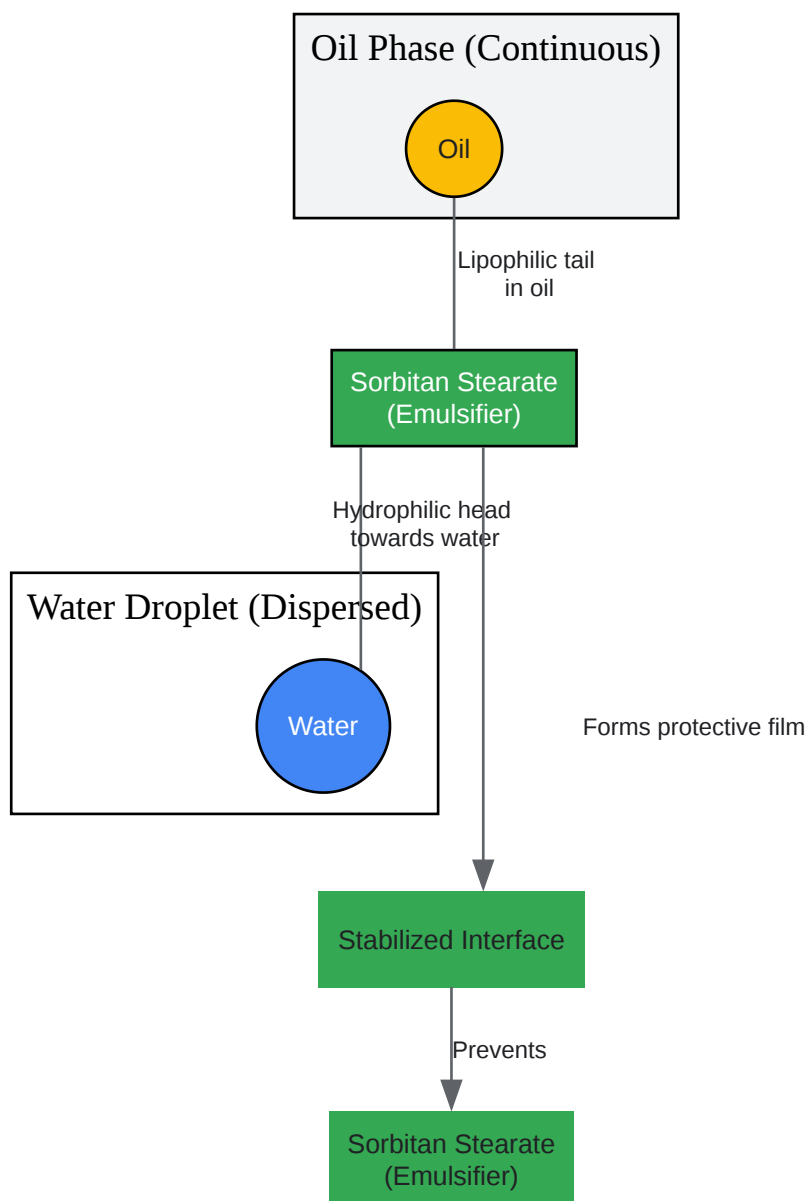 Oil Phase (Continuous)
Oil
Lipophilic tail
in oil
Sorbitan Stearate
(Emulsifier)
Hydrophilic head
towards water
Water Droplet (Dispersed)
Water
Forms protective film
Stabilized Interface
Prevents
Sorbitan Stearate
(Emulsifier)